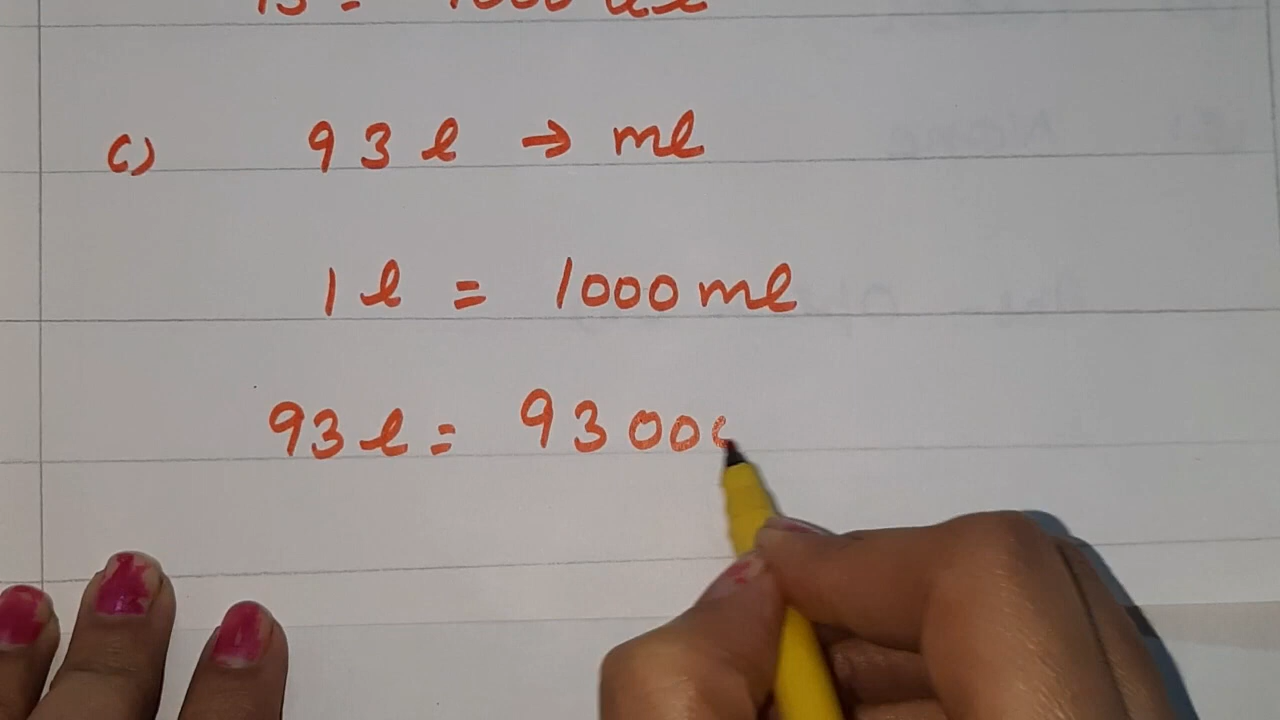 c) 93 l → ml
1 l = 1000 ml
93 l = 9300